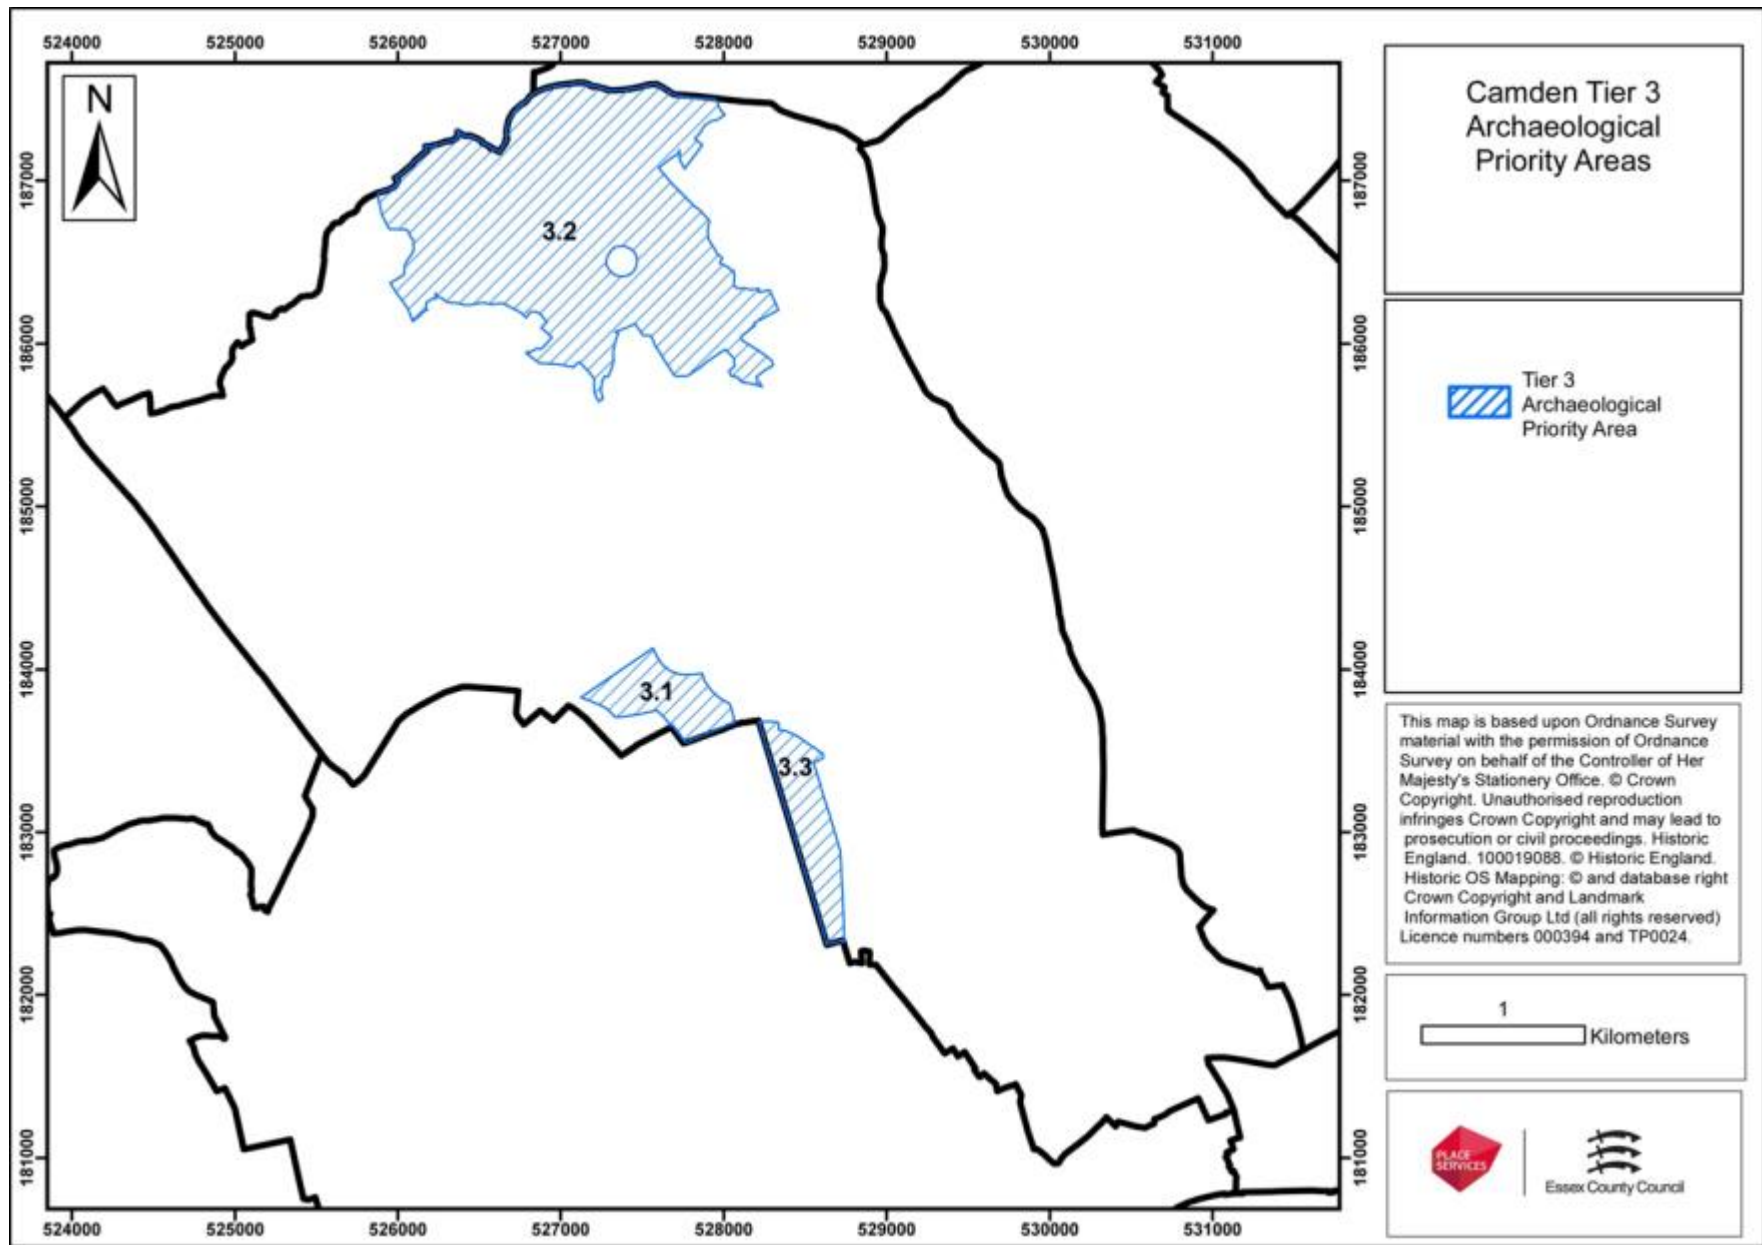 524000 525000 526000 527000 528000 529000 530000 531000
N
187000
186000
185000
184000
183000
182000
181000
3.2
3.1
3.3
187000
186000
185000
184000
183000
182000
181000
524000 525000 526000 527000 528000 529000 530000 531000
Camden Tier 3
Archaeological
Priority Areas
Tier 3
Archaeological
Priority Area
This map is based upon Ordnance Survey
material with the permission of Ordnance
Survey on behalf of the Controller of Her
Majesty's Stationery Office. © Crown
Copyright. Unauthorised reproduction
infringes Crown Copyright and may lead to
prosecution or civil proceedings. Historic
England. 100019088. © Historic England.
Historic OS Mapping: © and database right
Crown Copyright and Landmark
Information Group Ltd (all rights reserved)
Licence numbers 000394 and TP0024.
1
Kilometers
PLACE
SERVICES
Essex County Council